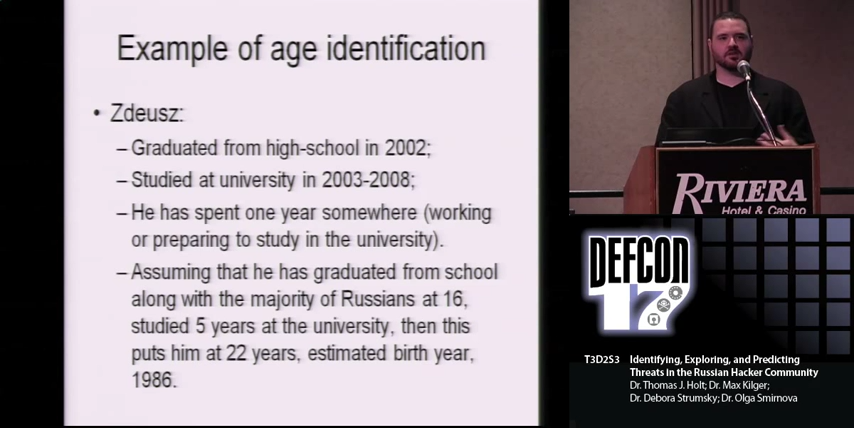 Example of age identification
• Zdeusz:
– Graduated from high-school in 2002;
– Studied at university in 2003-2008;
– He has spent one year somewhere (working
or preparing to study in the university).
– Assuming that he has graduated from school
along with the majority of Russians at 16,
studied 5 years at the university, then this
puts him at 22 years, estimated birth year,
1986.
RIVIERA
Hotel & Casino
DEFCON
17
T3D2S3 Identifying, Exploring, and Predicting
Threats in the Russian Hacker Community
Dr. Thomas J. Holt; Dr. Max Kilger;
Dr. Debora Strumsky; Dr. Olga Smirnova